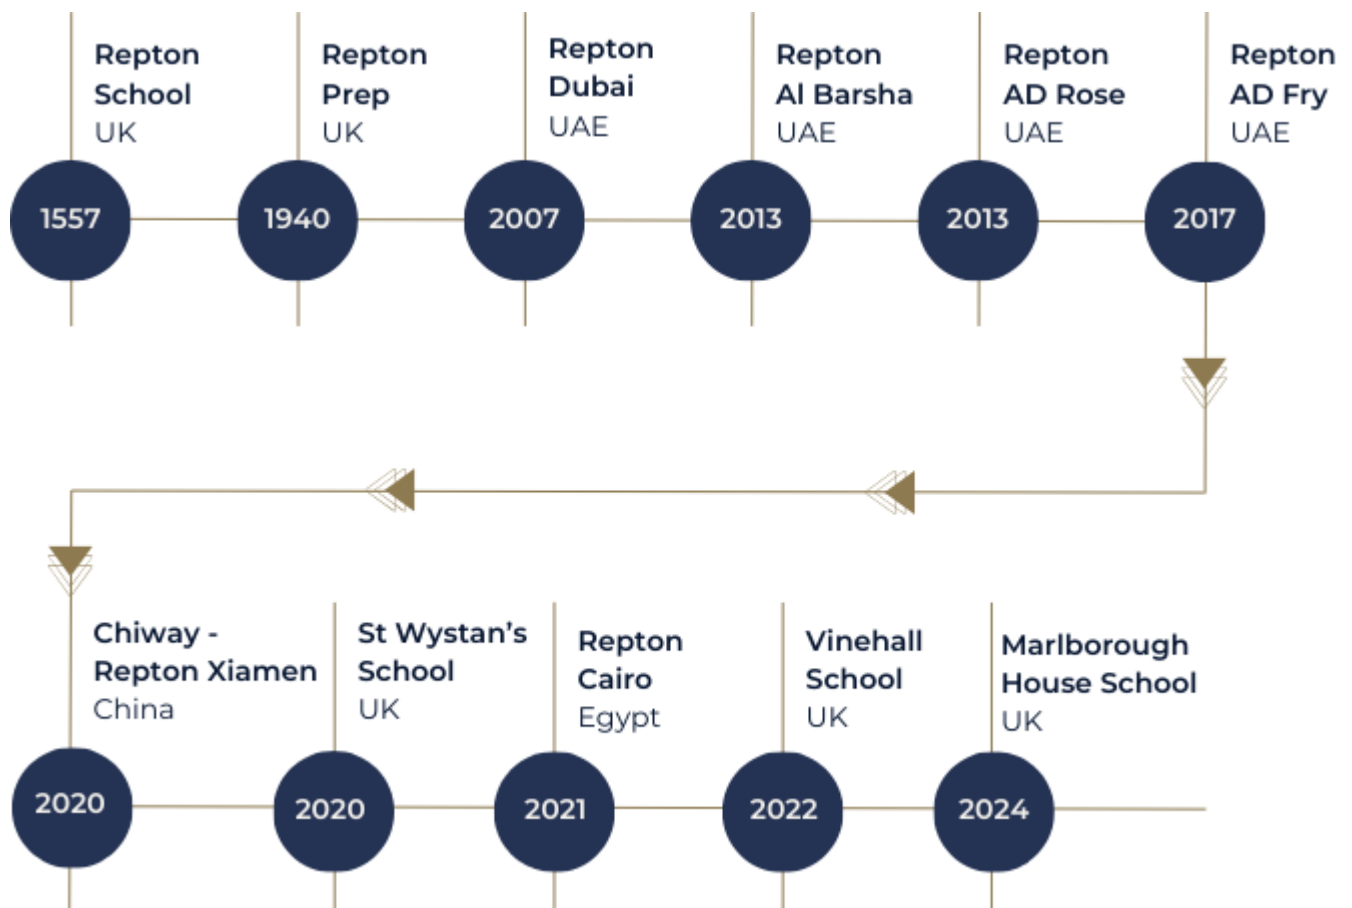 Repton
School
UK
1557
Repton
Prep
UK
1940
Repton
Dubai
UAE
2007
Repton
Al Barsha
UAE
2013
Repton
AD Rose
UAE
2013
Repton
AD Fry
UAE
2017
Chiway -
Repton Xiamen
China
2020
St Wystan’s
School
UK
2020
Repton
Cairo
Egypt
2021
Vinehall
School
UK
2022
Marlborough
House School
UK
2024